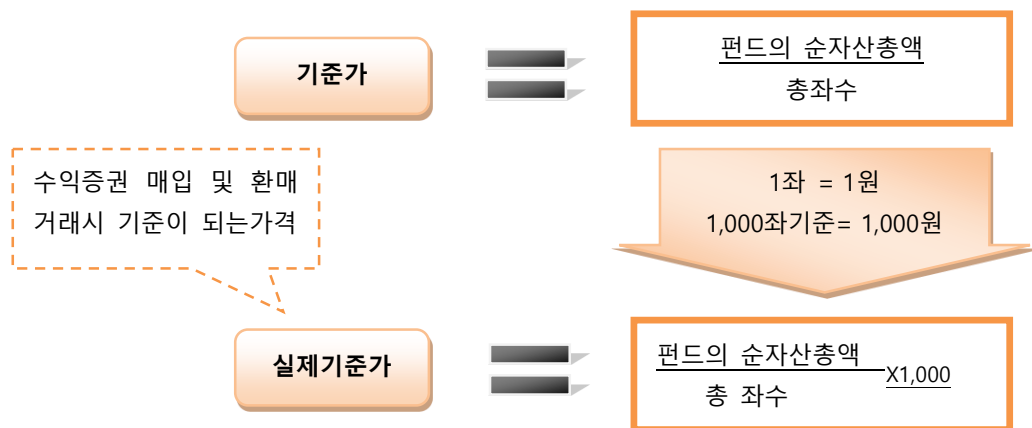 기준가
펀드의 순자산총액
총좌수
수익증권 매입 및 환매
거래시 기준이 되는가격
1좌 = 1원
1,000좌기준= 1,000원
실제기준가
펀드의 순자산총액
X1,000
총 좌수